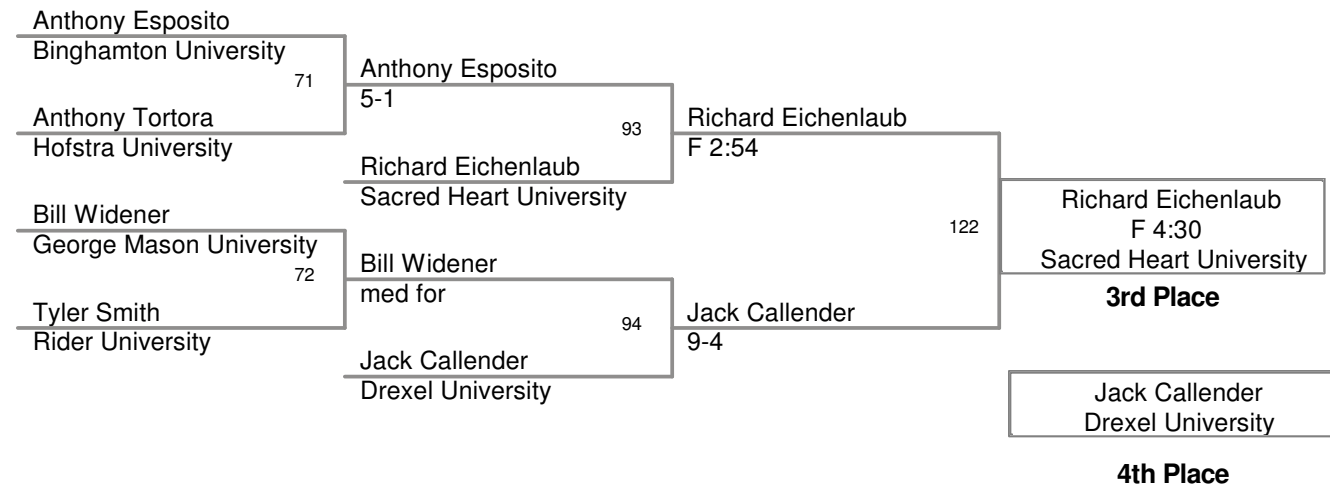 Anthony Esposito
Binghamton University
71
Anthony Tortora
Hofstra University
Bill Widener
George Mason University
72
Tyler Smith
Rider University
Anthony Esposito
5-1
93
Richard Eichenlaub
Sacred Heart University
Bill Widener
med for
94
Jack Callender
Drexel University
Richard Eichenlaub
F 2:54
122
Jack Callender
9-4
Richard Eichenlaub
F 4:30
Sacred Heart University
3rd Place
Jack Callender
Drexel University
4th Place